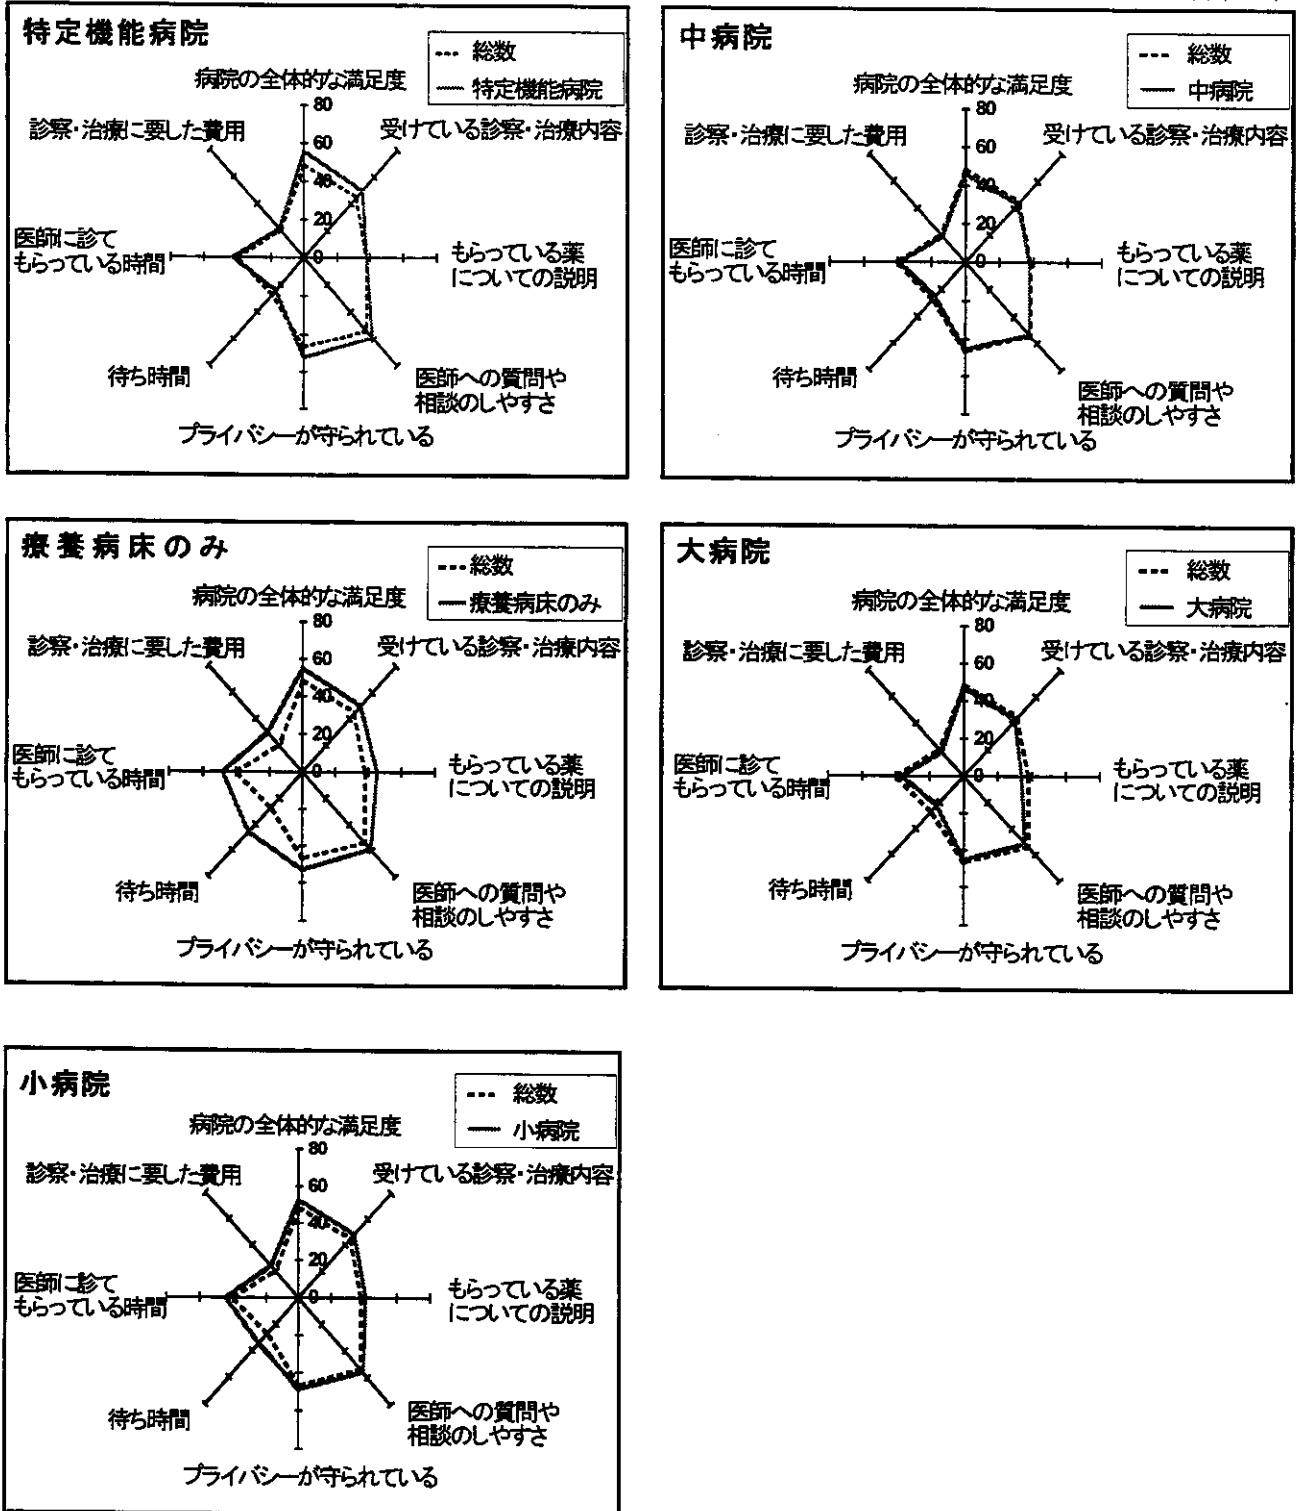 特定機能病院
総数
特定機能病院
病院の全体的な満足度
80
60
40
20
0
診察・治療に要した費用
受けている診察・治療内容
医師に診て
もらっている時間
もらっている薬
についての説明
待ち時間
医師への質問や
相談のしやすさ
プライバシーが守られている
中病院
総数
中病院
病院の全体的な満足度
80
60
40
20
0
診察・治療に要した費用
受けている診察・治療内容
医師に診て
もらっている時間
もらっている薬
についての説明
待ち時間
医師への質問や
相談のしやすさ
プライバシーが守られている
療養病床のみ
総数
療養病床のみ
病院の全体的な満足度
80
60
40
20
0
診察・治療に要した費用
受けている診察・治療内容
医師に診て
もらっている時間
もらっている薬
についての説明
待ち時間
医師への質問や
相談のしやすさ
プライバシーが守られている
大病院
総数
大病院
病院の全体的な満足度
80
60
40
20
0
診察・治療に要した費用
受けている診察・治療内容
医師に診て
もらっている時間
もらっている薬
についての説明
待ち時間
医師への質問や
相談のしやすさ
プライバシーが守られている
小病院
総数
小病院
病院の全体的な満足度
80
60
40
20
0
診察・治療に要した費用
受けている診察・治療内容
医師に診て
もらっている時間
もらっている薬
についての説明
待ち時間
医師への質問や
相談のしやすさ
プライバシーが守られている